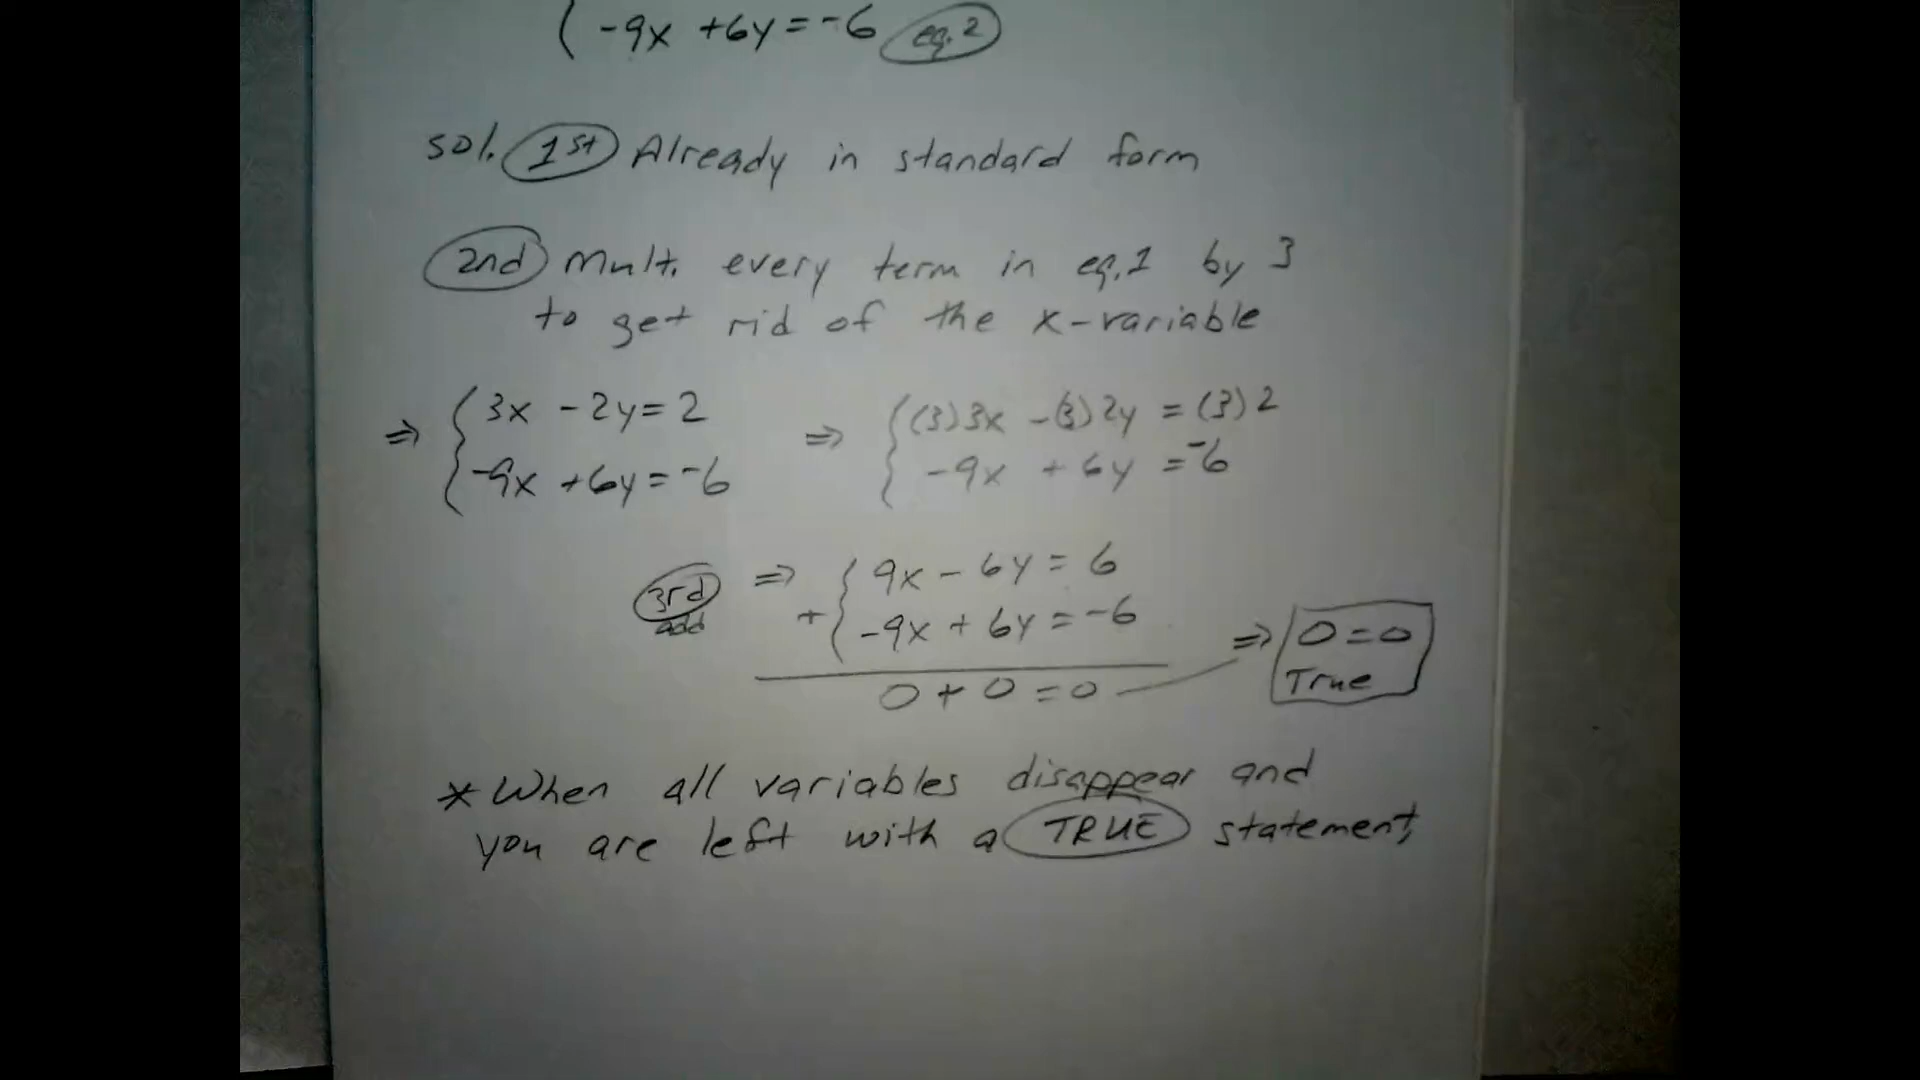 -9x +6y = -6 eq. 2
sol. 1st Already in standard form
2nd Mult. every term in eq. 1 by 3
to get rid of the x-variable
⇒ { 3x - 2y = 2 ⇒ { (3)3x - (3)2y = (3)2
-9x + 6y = -6 -9x + 6y = -6
3rd ⇒ { 9x - 6y = 6
add + -9x + 6y = -6
0 + 0 = 0 ⇒ 0 = 0
True
* When all variables disappear and
you are left with a TRUE statement,